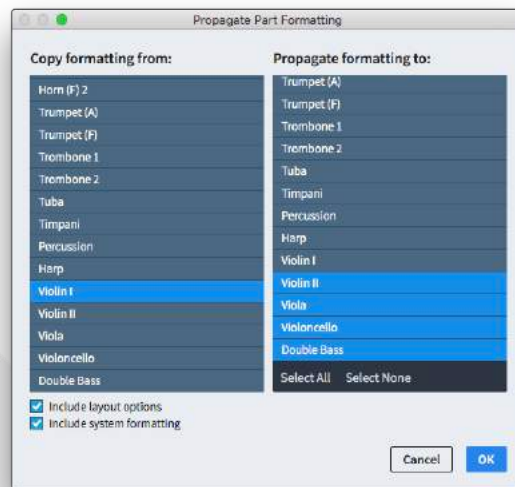 Propagate Part Formatting
Copy formatting from:
Horn (F) 2
Trumpet (A)
Trumpet (F)
Trombone 1
Trombone 2
Tuba
Timpani
Percussion
Harp
Violin I
Violin II
Viola
Violoncello
Double Bass
Include layout options
Include system formatting
Propagate formatting to:
Trumpet (A)
Trumpet (F)
Trombone 1
Trombone 2
Tuba
Timpani
Percussion
Harp
Violin I
Violin II
Viola
Violoncello
Double Bass
Select All Select None
Cancel OK